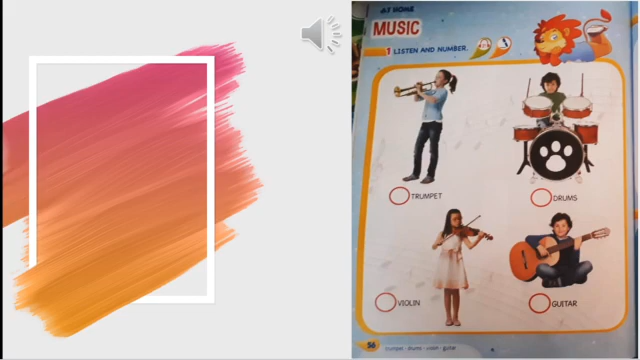 AT HOME
MUSIC
1 LISTEN AND NUMBER.
TRUMPET
DRUMS
VIOLIN
GUITAR
56 trumpet · drums · violin · guitar